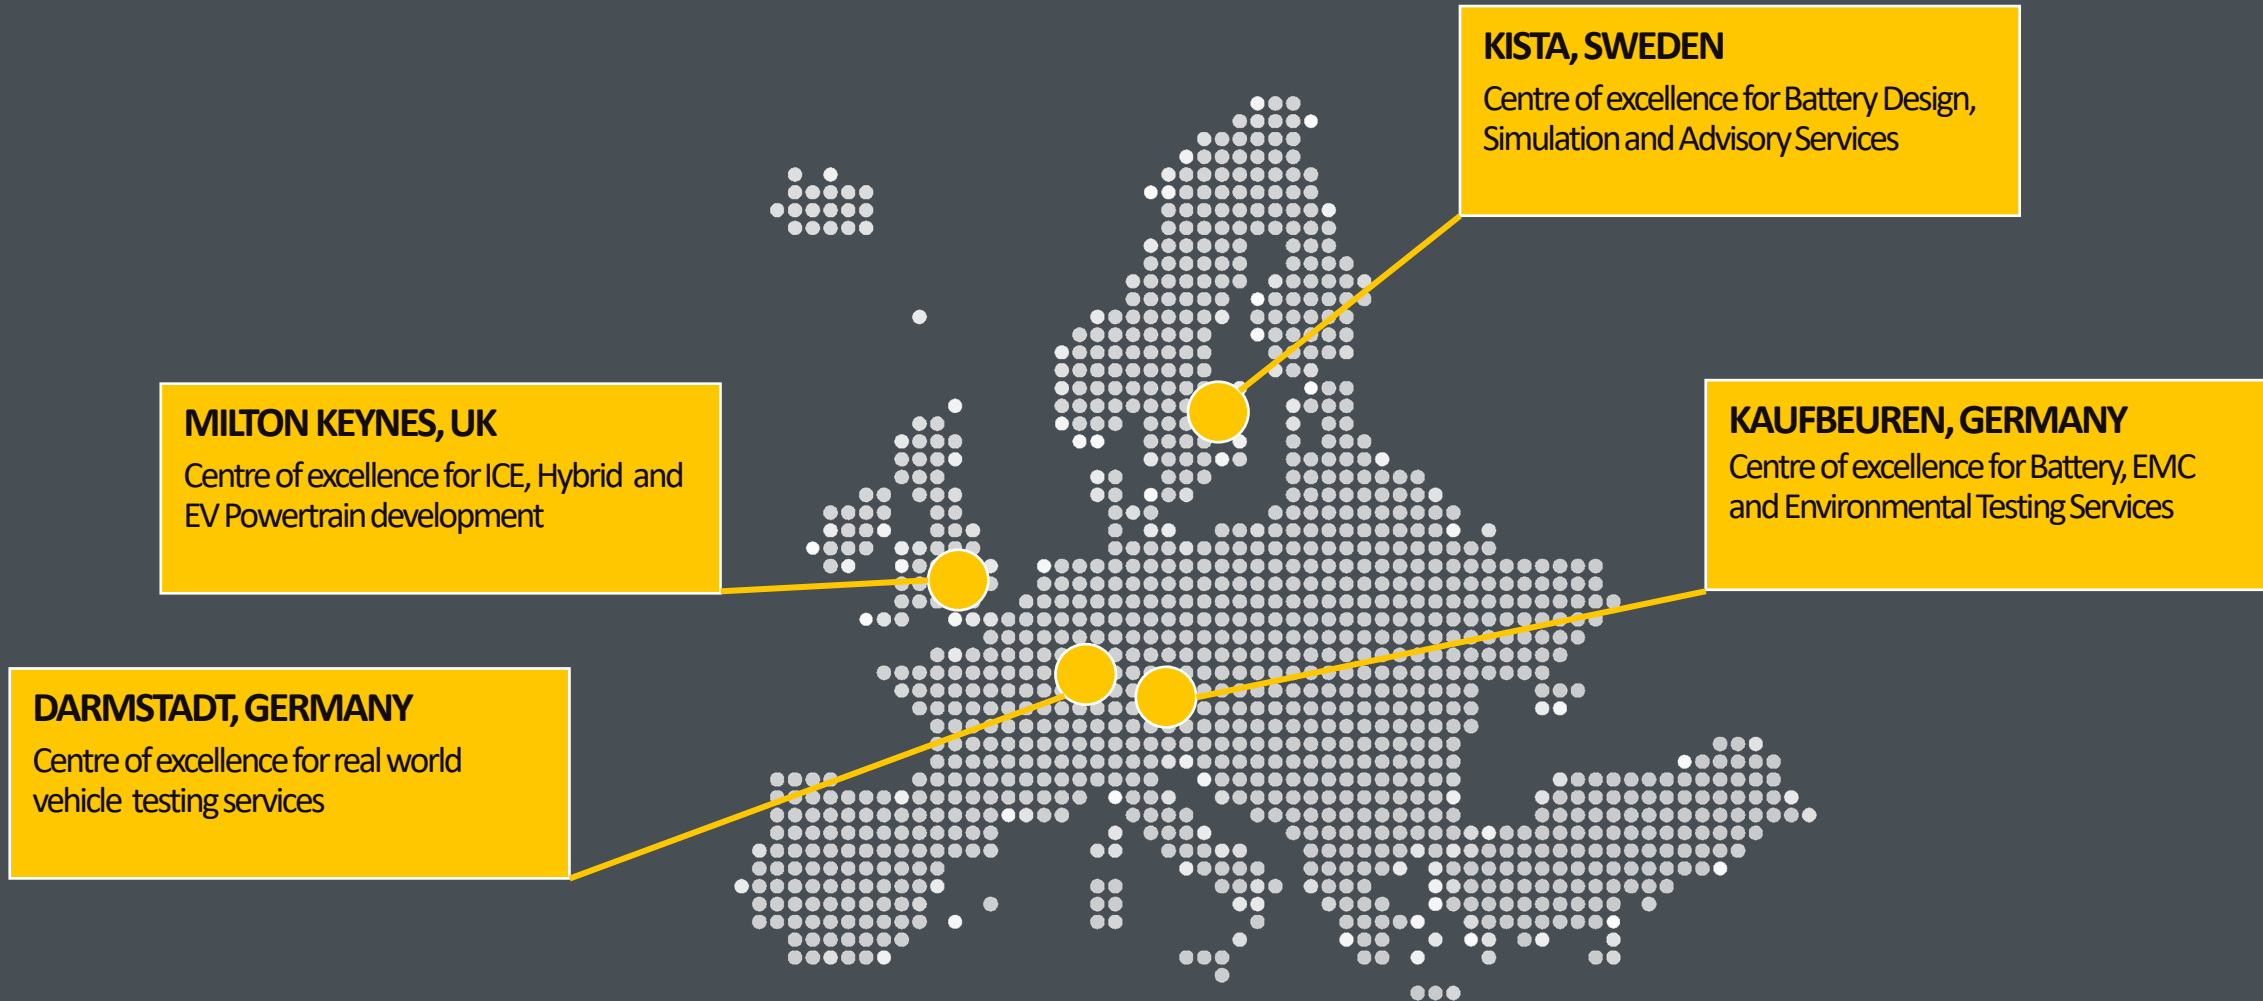 KISTA, SWEDEN
Centre of excellence for Battery Design,
Simulation and Advisory Services
MILTON KEYNES, UK
Centre of excellence for ICE, Hybrid and
EV Powertrain development
KAUFBEUREN, GERMANY
Centre of excellence for Battery, EMC
and Environmental Testing Services
DARMSTADT, GERMANY
Centre of excellence for real world
vehicle testing services